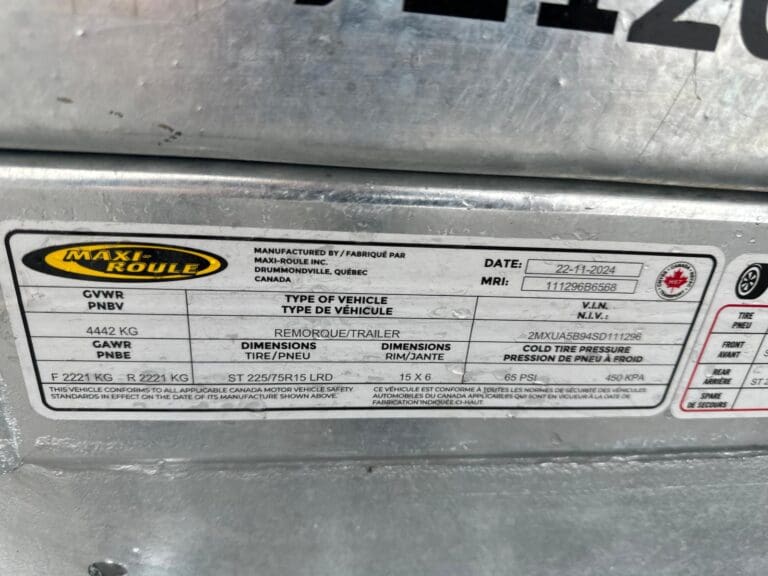 MAXI-ROULE
MANUFACTURED BY / FABRIQUÉ PAR
MAXI-ROULE INC.
DRUMMONDVILLE, QUÉBEC
CANADA
DATE: 22-11-2024
MRI: 111296B6568
GVWR
PNBV
TYPE OF VEHICLE
TYPE DE VÉHICULE
V.I.N.
N.I.V.:
4442 KG
REMORQUE/TRAILER
2MXUA5B94SD111296
GAWR
PNBE
DIMENSIONS
TIRE/PNEU
DIMENSIONS
RIM/JANTE
COLD TIRE PRESSURE
PRESSION DE PNEU À FROID
F 2221 KG R 2221 KG
ST 225/75R15 LRD
15 X 6
65 PSI
450 KPA
THIS VEHICLE CONFORMS TO ALL APPLICABLE CANADA MOTOR VEHICLE SAFETY
STANDARDS IN EFFECT ON THE DATE OF ITS MANUFACTURE SHOWN ABOVE.
CE VÉHICULE EST CONFORME À TOUTES LES NORMES DE SÉCURITÉ DES VÉHICULES
AUTOMOBILES DU CANADA APPLICABLES QUI SONT EN VIGUEUR À LA DATE DE
FABRICATION INDIQUÉE CI-HAUT.
TIRE
PNEU
FRONT
AVANT
REAR
ARRIÈRE
ST 2
SPARE
DE SECOURS